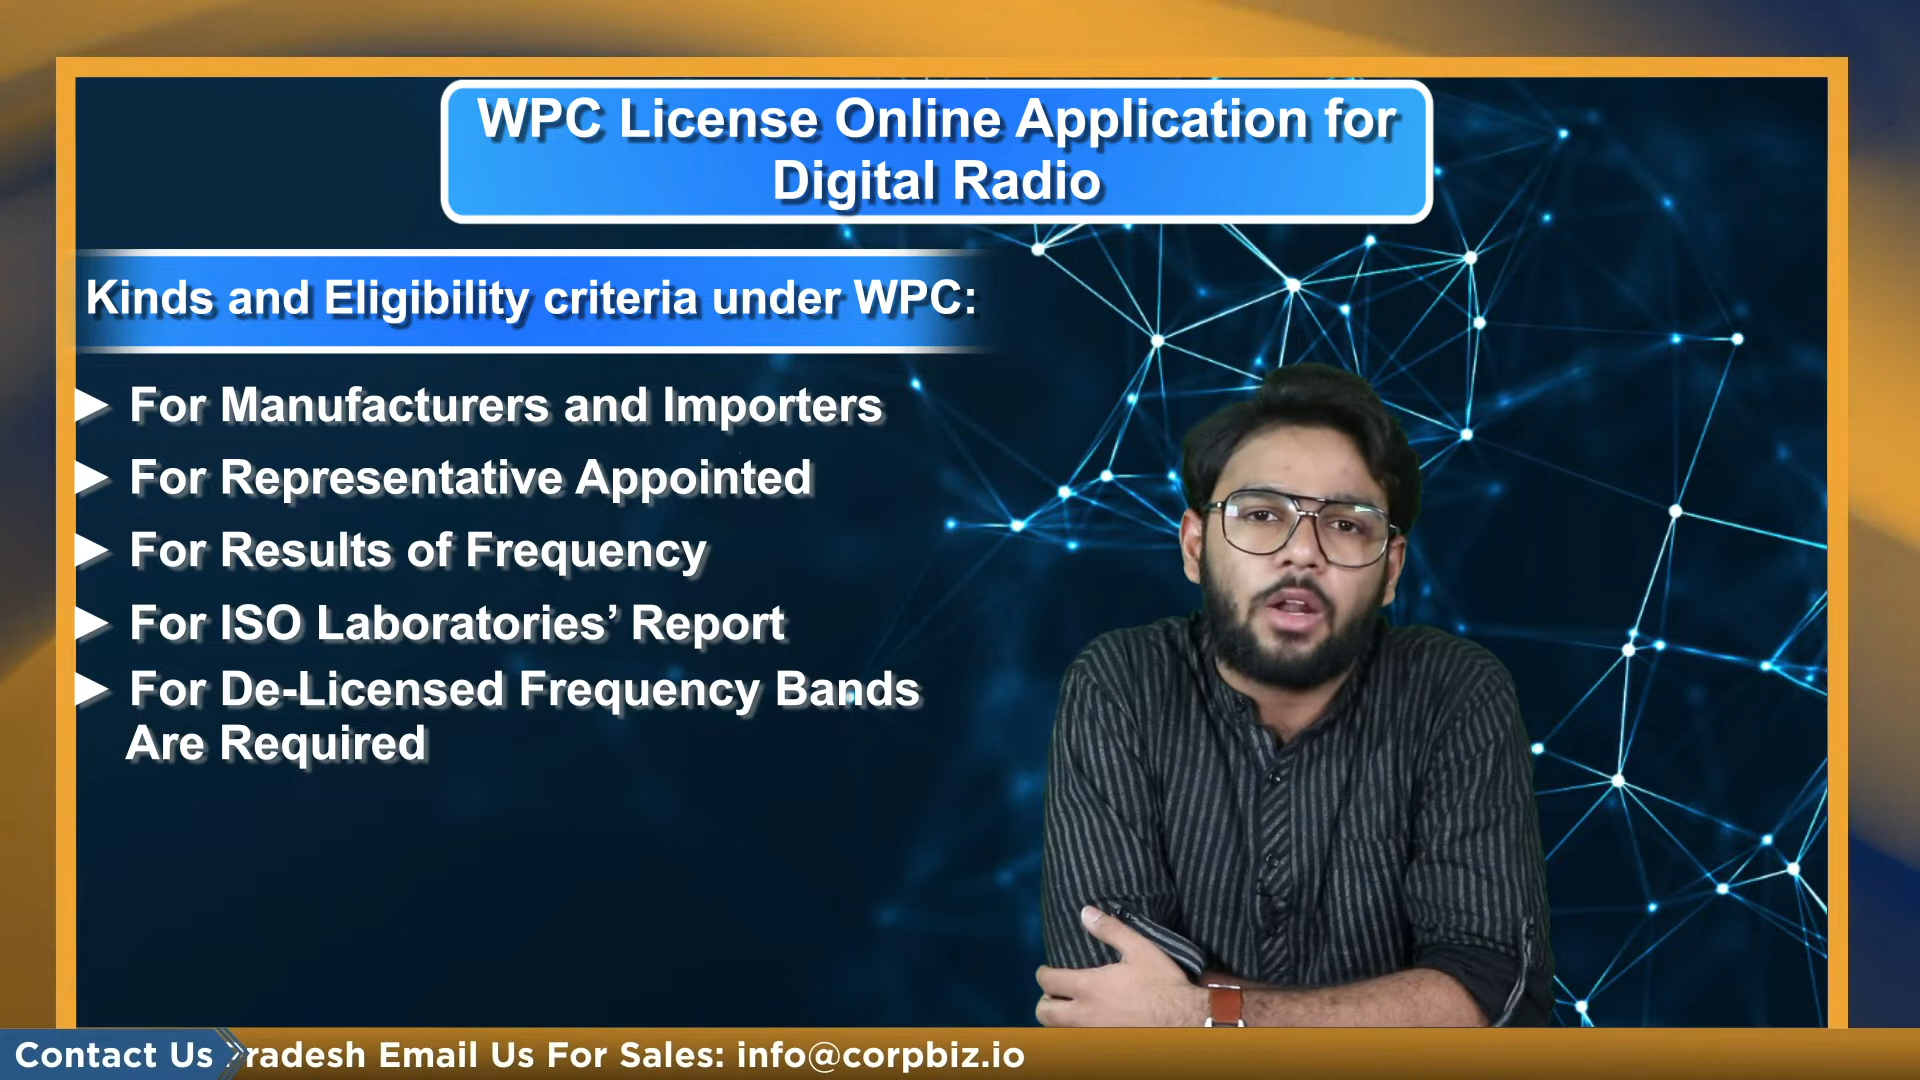 WPC License Online Application for
Digital Radio
Kinds and Eligibility criteria under WPC:
► For Manufacturers and Importers
► For Representative Appointed
► For Results of Frequency
► For ISO Laboratories’ Report
► For De-Licensed Frequency Bands
Are Required
Contact Us radesh Email Us For Sales: info@corpbiz.io